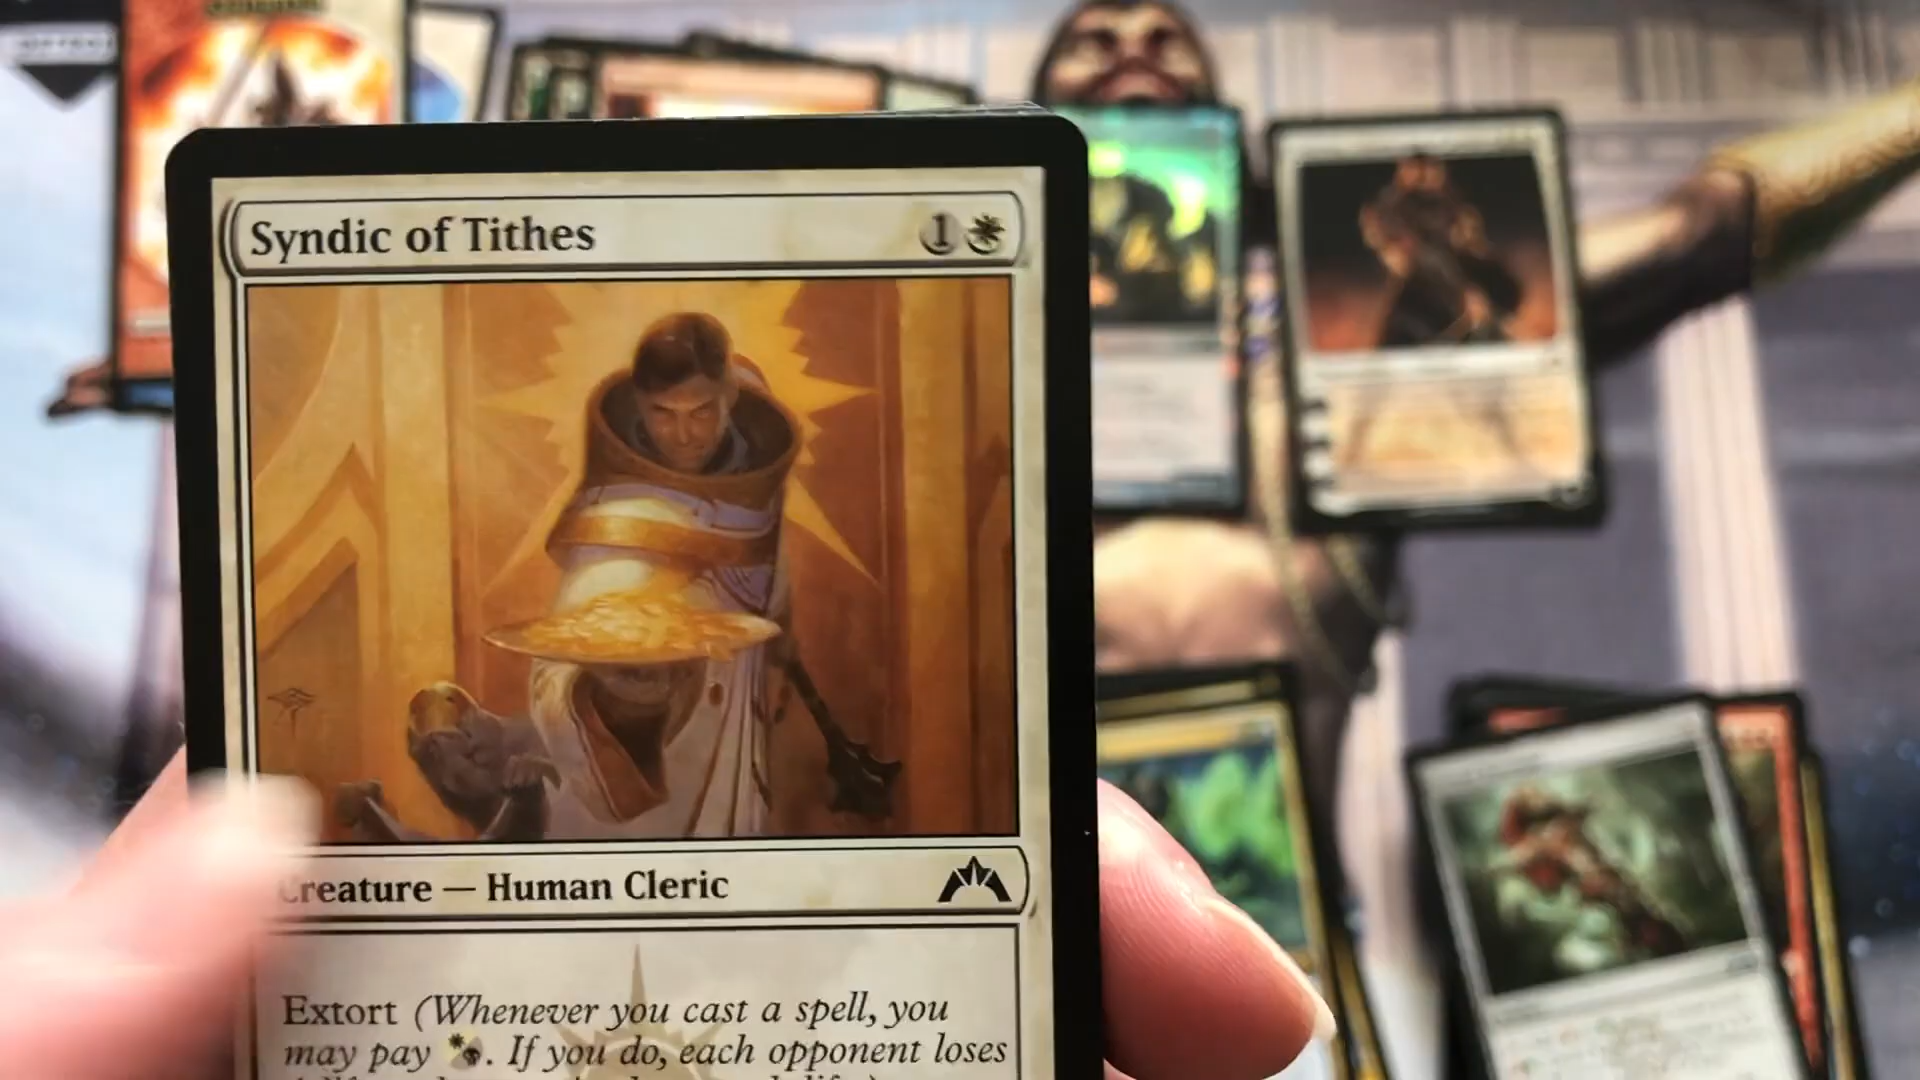 Syndic of Tithes 1
Creature — Human Cleric
Extort (Whenever you cast a spell, you
may pay . If you do, each opponent loses